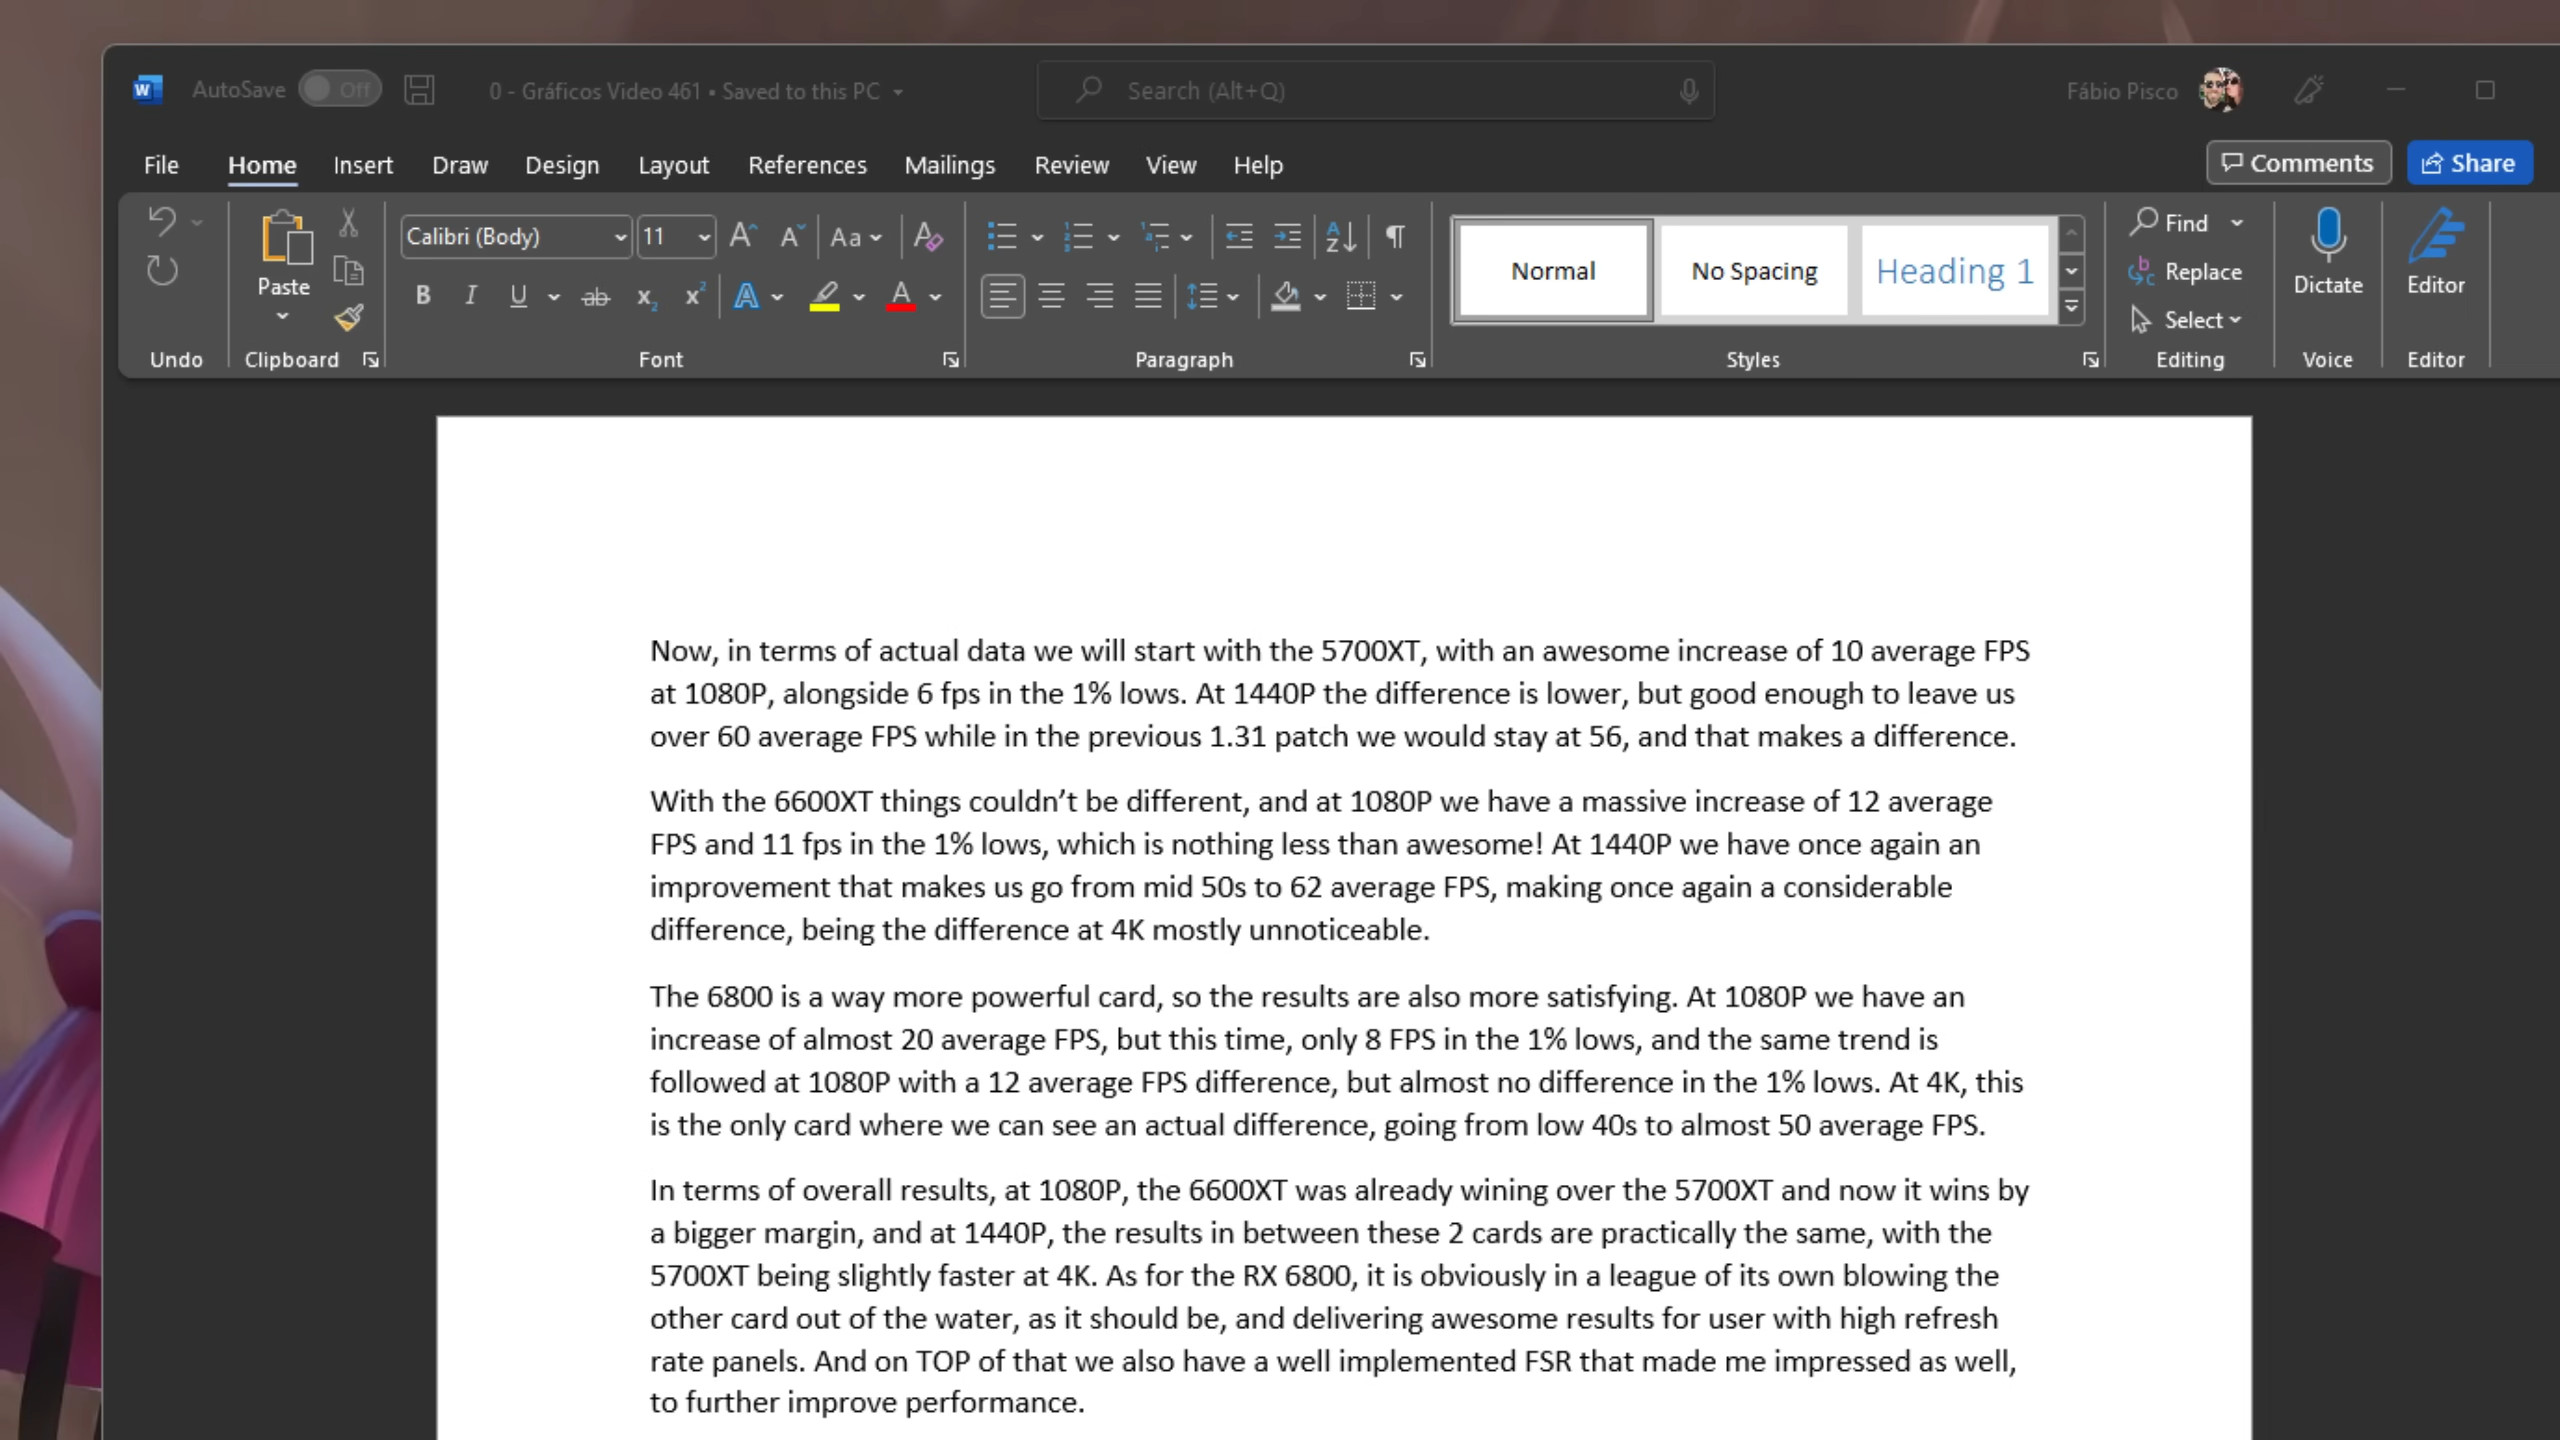 AutoSave Off 0 - Gráficos Video 461 • Saved to this PC Search (Alt+Q) Fábio Pisco
File Home Insert Draw Design Layout References Mailings Review View Help Comments Share
Calibri (Body) 11 Aa Find
Paste Normal No Spacing Heading 1 Replace Dictate Editor
B I U ab x₂ x² A A Select
Undo Clipboard Font Paragraph Styles Editing Voice Editor
Now, in terms of actual data we will start with the 5700XT, with an awesome increase of 10 average FPS
at 1080P, alongside 6 fps in the 1% lows. At 1440P the difference is lower, but good enough to leave us
over 60 average FPS while in the previous 1.31 patch we would stay at 56, and that makes a difference.
With the 6600XT things couldn’t be different, and at 1080P we have a massive increase of 12 average
FPS and 11 fps in the 1% lows, which is nothing less than awesome! At 1440P we have once again an
improvement that makes us go from mid 50s to 62 average FPS, making once again a considerable
difference, being the difference at 4K mostly unnoticeable.
The 6800 is a way more powerful card, so the results are also more satisfying. At 1080P we have an
increase of almost 20 average FPS, but this time, only 8 FPS in the 1% lows, and the same trend is
followed at 1080P with a 12 average FPS difference, but almost no difference in the 1% lows. At 4K, this
is the only card where we can see an actual difference, going from low 40s to almost 50 average FPS.
In terms of overall results, at 1080P, the 6600XT was already wining over the 5700XT and now it wins by
a bigger margin, and at 1440P, the results in between these 2 cards are practically the same, with the
5700XT being slightly faster at 4K. As for the RX 6800, it is obviously in a league of its own blowing the
other card out of the water, as it should be, and delivering awesome results for user with high refresh
rate panels. And on TOP of that we also have a well implemented FSR that made me impressed as well,
to further improve performance.